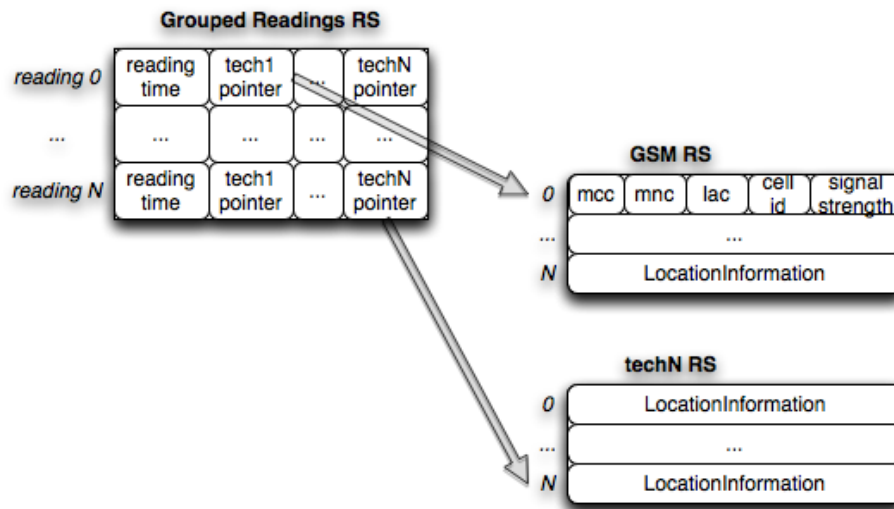 Grouped Readings RS
reading 0
reading
time
tech1
pointer
...
techN
pointer
...
...
...
...
...
reading N
reading
time
tech1
pointer
...
techN
pointer
GSM RS
0
mcc
mnc
lac
cell
id
signal
strength
...
...
N
LocationInformation
techN RS
0
LocationInformation
...
...
N
LocationInformation